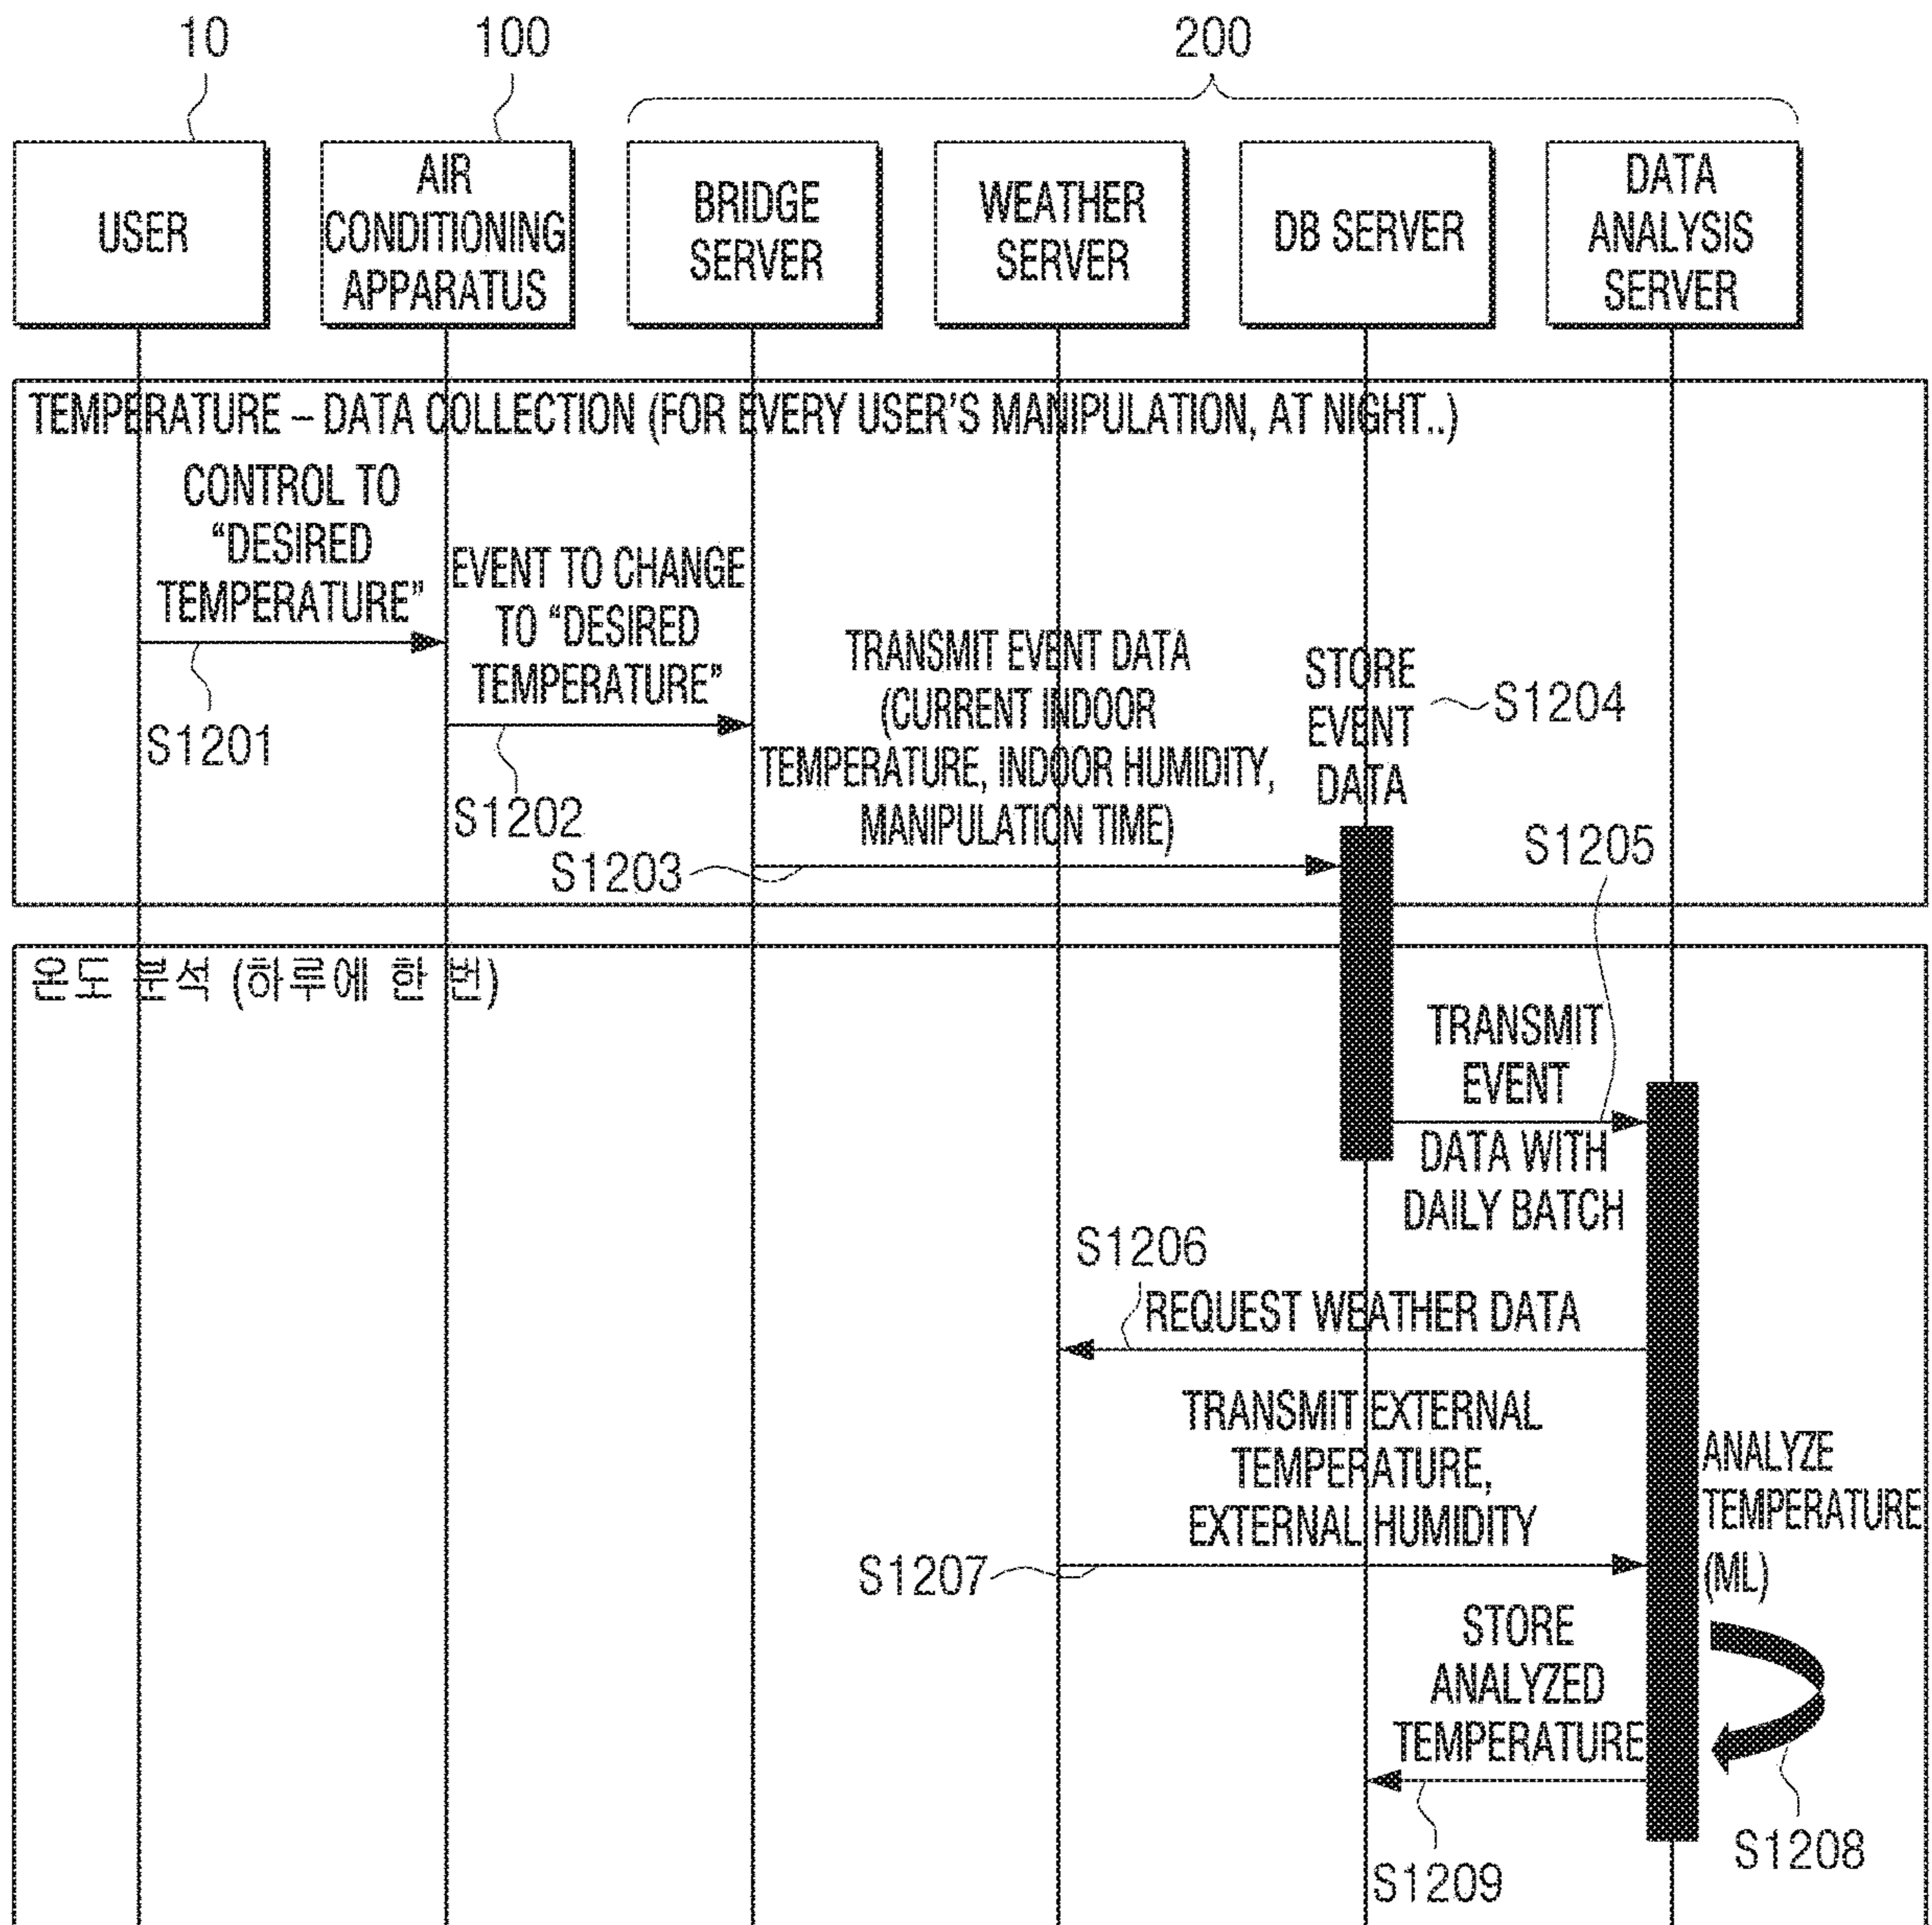 10
100
200
USER
AIR
CONDITIONING
APPARATUS
BRIDGE
SERVER
WEATHER
SERVER
DB SERVER
DATA
ANALYSIS
SERVER
TEMPERATURE – DATA COLLECTION (FOR EVERY USER'S MANIPULATION, AT NIGHT..)
CONTROL TO
“DESIRED
TEMPERATURE”
S1201
EVENT TO CHANGE
TO “DESIRED
TEMPERATURE”
S1202
TRANSMIT EVENT DATA
(CURRENT INDOOR
TEMPERATURE, INDOOR HUMIDITY,
MANIPULATION TIME)
S1203
STORE
EVENT
DATA
S1204
S1205
온도 분석 (하루에 한 번)
TRANSMIT
EVENT
DATA WITH
DAILY BATCH
S1206
REQUEST WEATHER DATA
TRANSMIT EXTERNAL
TEMPERATURE,
EXTERNAL HUMIDITY
S1207
ANALYZE
TEMPERATURE
(ML)
STORE
ANALYZED
TEMPERATURE
S1208
S1209